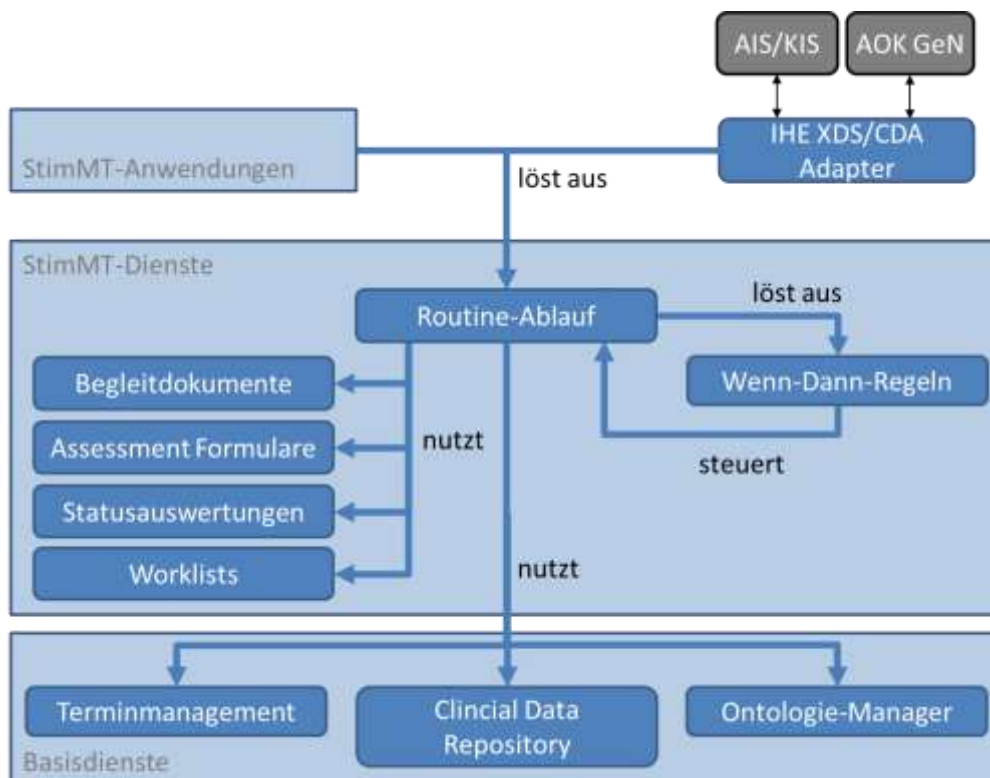 AIS/KIS
AOK GeN
IHE XDS/CDA
Adapter
StimMT-Anwendungen
löst aus
StimMT-Dienste
Routine-Ablauf
löst aus
Begleitdokumente
Wenn-Dann-Regeln
Assessment Formulare
nutzt
steuert
Statusauswertungen
Worklists
nutzt
Terminmanagement
Clincial Data
Repository
Ontologie-Manager
Basisdienste